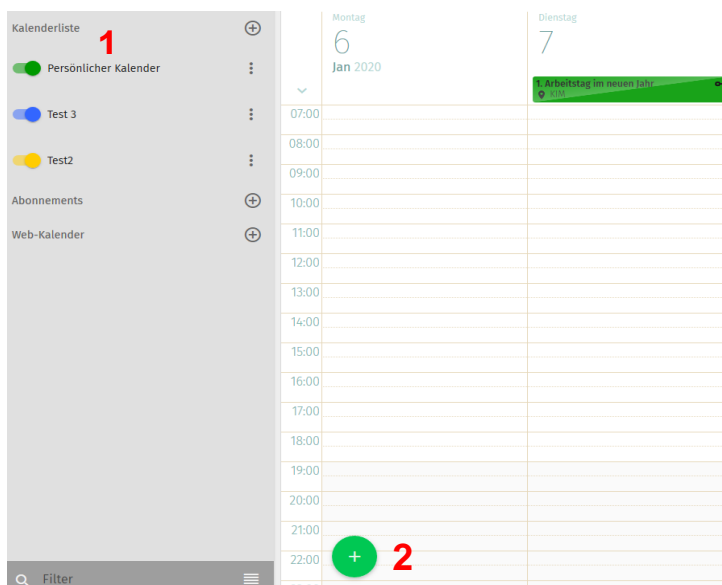 Kalenderliste
1
Persönlicher Kalender
Test 3
Test2
Abonnements
Web-Kalender
Filter
Montag
6
Jan 2020
Dienstag
7
1. Arbeitstag im neuen Jahr
KIM
07:00
08:00
09:00
10:00
11:00
12:00
13:00
14:00
15:00
16:00
17:00
18:00
19:00
20:00
21:00
22:00
+ 2